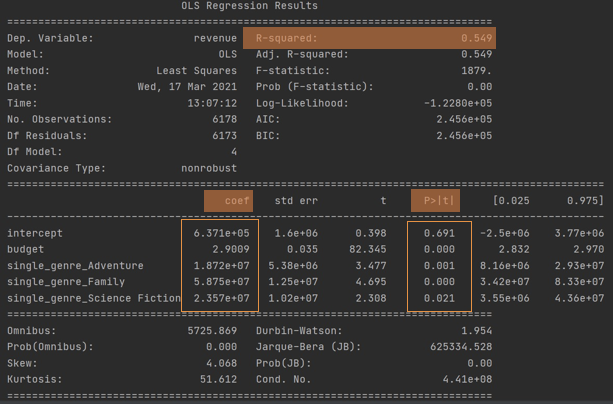 OLS Regression Results
Dep. Variable: revenue R-squared: 0.549
Model: OLS Adj. R-squared: 0.549
Method: Least Squares F-statistic: 1879.
Date: Wed, 17 Mar 2021 Prob (F-statistic): 0.00
Time: 13:07:12 Log-Likelihood: -1.2280e+05
No. Observations: 6178 AIC: 2.456e+05
Df Residuals: 6173 BIC: 2.456e+05
Df Model: 4
Covariance Type: nonrobust
coef std err t P>|t| [0.025 0.975]
intercept 6.371e+05 1.6e+06 0.398 0.691 -2.5e+06 3.77e+06
budget 2.9009 0.035 82.345 0.000 2.832 2.970
single_genre_Adventure 1.872e+07 5.38e+06 3.477 0.001 8.16e+06 2.93e+07
single_genre_Family 5.875e+07 1.25e+07 4.695 0.000 3.42e+07 8.33e+07
single_genre_Science Fiction 2.357e+07 1.02e+07 2.308 0.021 3.55e+06 4.36e+07
Omnibus: 5725.869 Durbin-Watson: 1.954
Prob(Omnibus): 0.000 Jarque-Bera (JB): 625334.528
Skew: 4.068 Prob(JB): 0.00
Kurtosis: 51.612 Cond. No. 4.41e+08